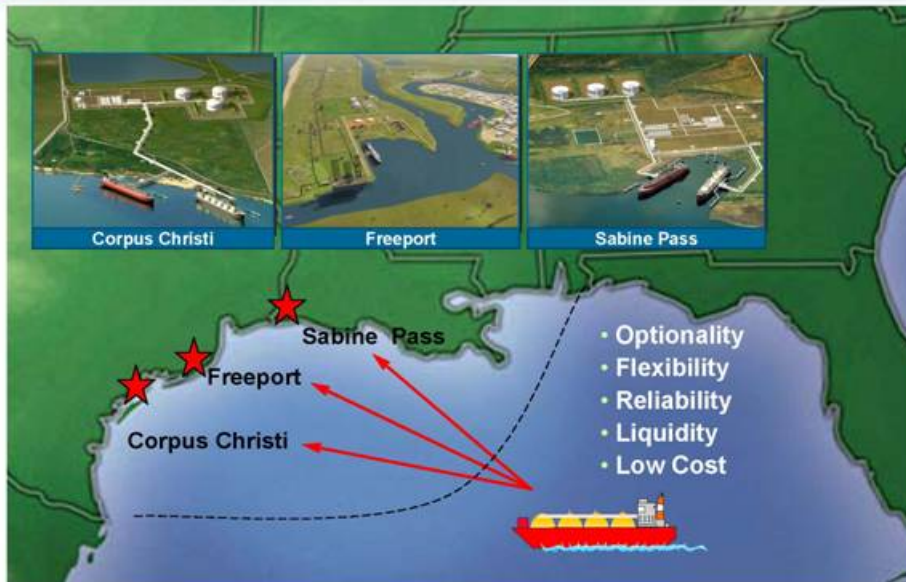 Corpus Christi
Freeport
Sabine Pass
Sabine Pass
Freeport
Corpus Christi
• Optionality
• Flexibility
• Reliability
• Liquidity
• Low Cost